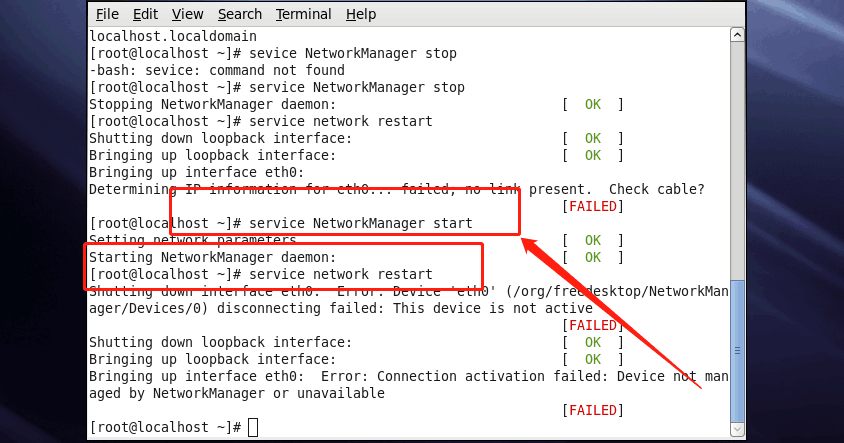 File Edit View Search Terminal Help
localhost.localdomain
[root@localhost ~]# sevice NetworkManager stop
-bash: sevice: command not found
[root@localhost ~]# service NetworkManager stop
Stopping NetworkManager daemon: [ OK ]
[root@localhost ~]# service network restart
Shutting down loopback interface: [ OK ]
Bringing up loopback interface: [ OK ]
Bringing up interface eth0:
Determining IP information for eth0... failed, no link present. Check cable?
[FAILED]
[root@localhost ~]# service NetworkManager start
Setting network parameters... [ OK ]
Starting NetworkManager daemon: [ OK ]
[root@localhost ~]# service network restart
Shutting down interface eth0: Error: Device 'eth0' (/org/freedesktop/NetworkMan
ager/Devices/0) disconnecting failed: This device is not active
[FAILED]
Shutting down loopback interface: [ OK ]
Bringing up loopback interface: [ OK ]
Bringing up interface eth0: Error: Connection activation failed: Device not man
aged by NetworkManager or unavailable
[FAILED]
[root@localhost ~]#